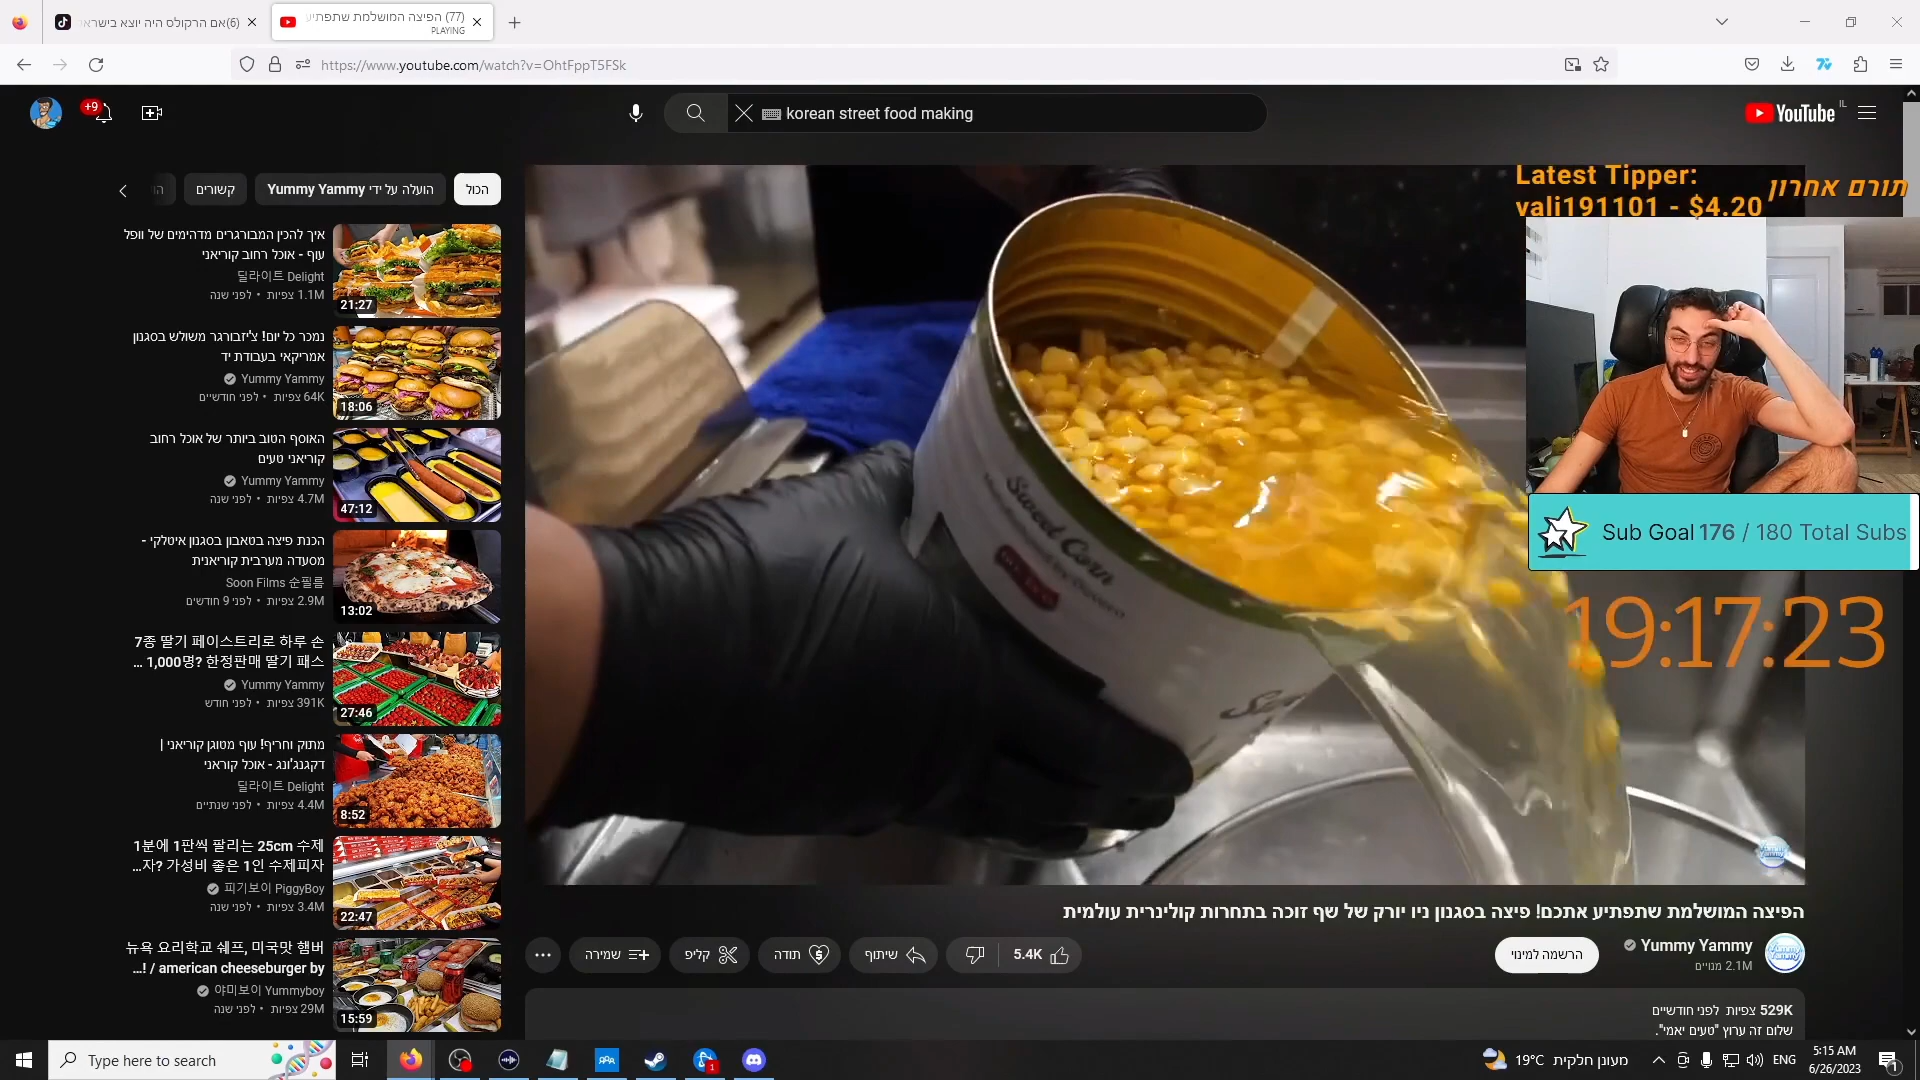 (6)אם הרקולס היה יוצא בישרא
(77) הפיצה המושלמת שתפתיע
PLAYING
https://www.youtube.com/watch?v=OhtFppT5FSk
+9
korean street food making
YouTube IL
הכול
הועלה על ידי Yummy Yammy
קשורים
Latest Tipper:
vali191101 - $4.20
תורם אחרון
איך להכין המבורגרים מדהימים של וופל
עוף - אוכל רחוב קוריאני
딜라이트 Delight
1.1M צפיות • לפני שנה
21:27
נמכר כל יום! צ'יזבורגר משולש בסגנון
אמריקאי בעבודת יד
Yummy Yammy
64K צפיות • לפני חודשיים
18:06
האוסף הטוב ביותר של אוכל רחוב
קוריאני טעים
Yummy Yammy
4.7M צפיות • לפני שנה
47:12
הכנת פיצה בטאבון בסגנון איטלקי -
מסעדה מערבית קוריאנית
Soon Films 순필름
2.9M צפיות • לפני 9 חודשים
13:02
7종 딸기 페이스트리로 하루 손
... 1,000명? 한정판매 딸기 패스
Yummy Yammy
391K צפיות • לפני חודש
27:46
מתוק וחריף! עוף מטוגן קוריאני |
דקגנג'ונג - אוכל קוראני
딜라이트 Delight
4.4M צפיות • לפני שנתיים
8:52
1분에 1판씩 팔리는 25cm 수제
...자? 가성비 좋은 1인 수제피자
피기보이 PiggyBoy
3.4M צפיות • לפני שנה
22:47
뉴욕 요리학교 쉐프, 미국맛 햄버
...! / american cheeseburger by
야미보이 Yummyboy
29M צפיות • לפני שנה
15:59
Sweet Corn
Sub Goal 176 / 180 Total Subs
19:17:23
הפיצה המושלמת שתפתיע אתכם! פיצה בסגנון ניו יורק של שף זוכה בתחרות קולינרית עולמית
Yummy Yammy
2.1M מנויים
הרשמה למינוי
5.4K
שיתוף
תודה
קליפ
שמירה
529K צפיות לפני חודשיים
שלום זה ערוץ "טעים יאמי".
Type here to search
1
19°C מעונן חלקית
ENG
5:15 AM
6/26/2023
1